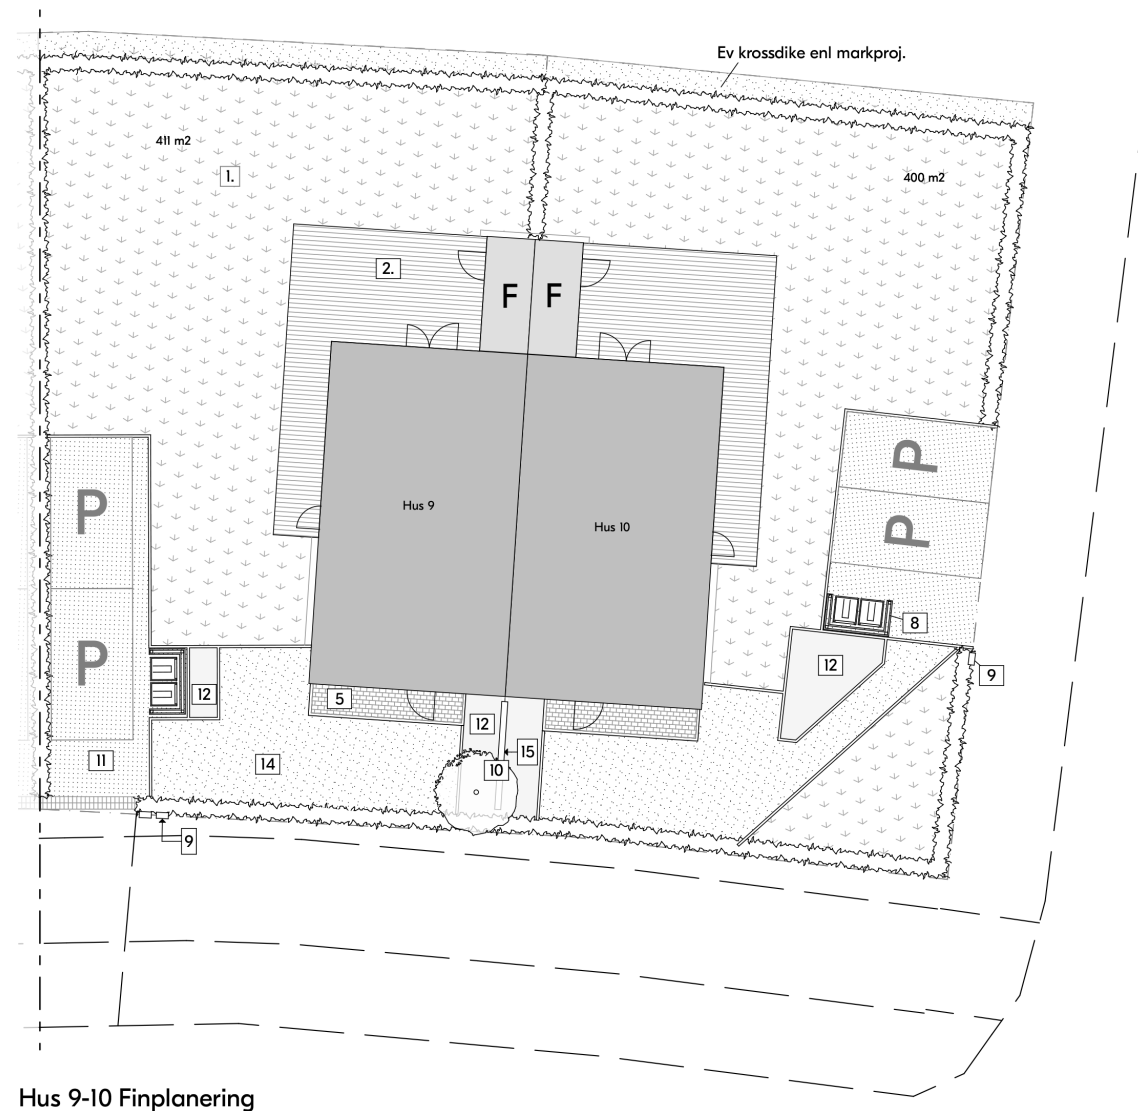 Ev krossdike enl markproj.
411 m2
1.
400 m2
2.
F
F
P
P
Hus 9
Hus 10
P
P
8
12
12
9
5
12
15
10
11
14
9
Hus 9-10 Finplanering